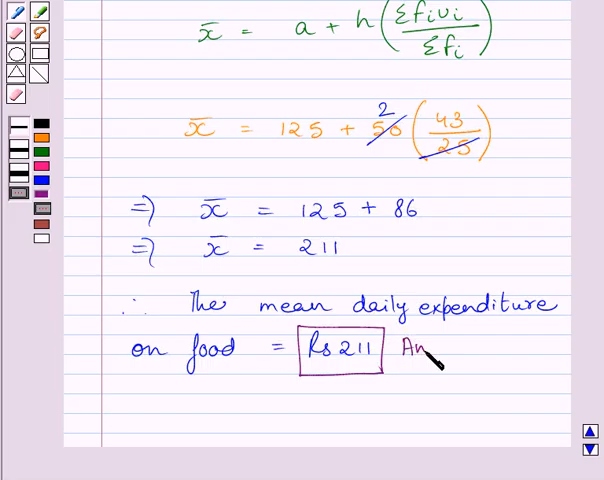 x̄ = a + h (Σfiui / Σfi)
x̄ = 125 + 50 (43 / 25)
2
⇒ x̄ = 125 + 86
⇒ x̄ = 211
∴ The mean daily expenditure
on food = Rs 211 An